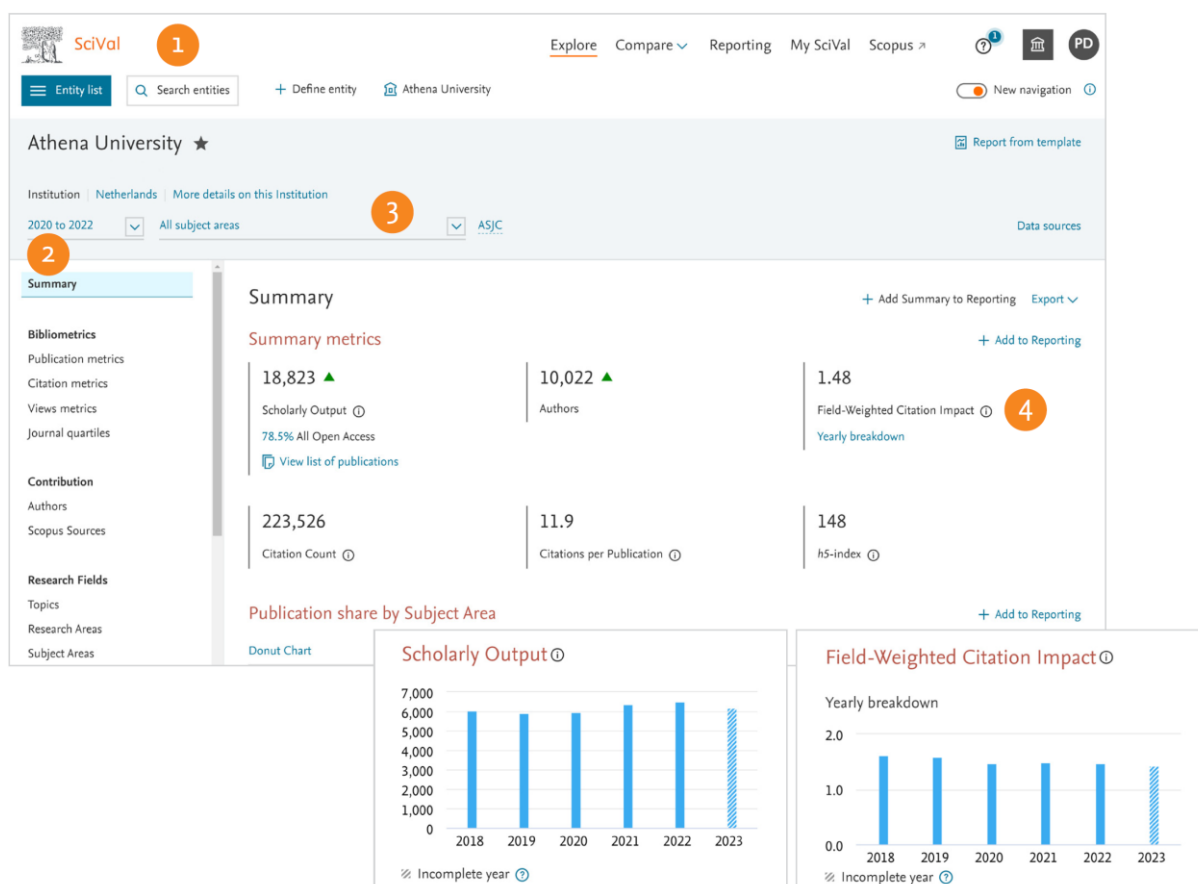 SciVal
1
Explore Compare Reporting My SciVal Scopus ↗ ? 1 PD
Entity list Search entities + Define entity Athena University New navigation i
Athena University ★
Report from template
Institution | Netherlands | More details on this Institution
3
2020 to 2022 All subject areas ASJC Data sources
2
Summary
Bibliometrics
Publication metrics
Citation metrics
Views metrics
Journal quartiles
Contribution
Authors
Scopus Sources
Research Fields
Topics
Research Areas
Subject Areas
Summary
+ Add Summary to Reporting Export
Summary metrics
+ Add to Reporting
18,823 ▲
Scholarly Output i
78.5% All Open Access
View list of publications
10,022 ▲
Authors
1.48
Field-Weighted Citation Impact i
4
Yearly breakdown
223,526
Citation Count i
11.9
Citations per Publication i
148
h5-index i
Publication share by Subject Area
+ Add to Reporting
Donut Chart
Scholarly Output i
7,000
6,000
5,000
4,000
3,000
2,000
1,000
0
2018 2019 2020 2021 2022 2023
Incomplete year ?
Field-Weighted Citation Impact i
Yearly breakdown
2.0
1.0
0.0
2018 2019 2020 2021 2022 2023
Incomplete year ?